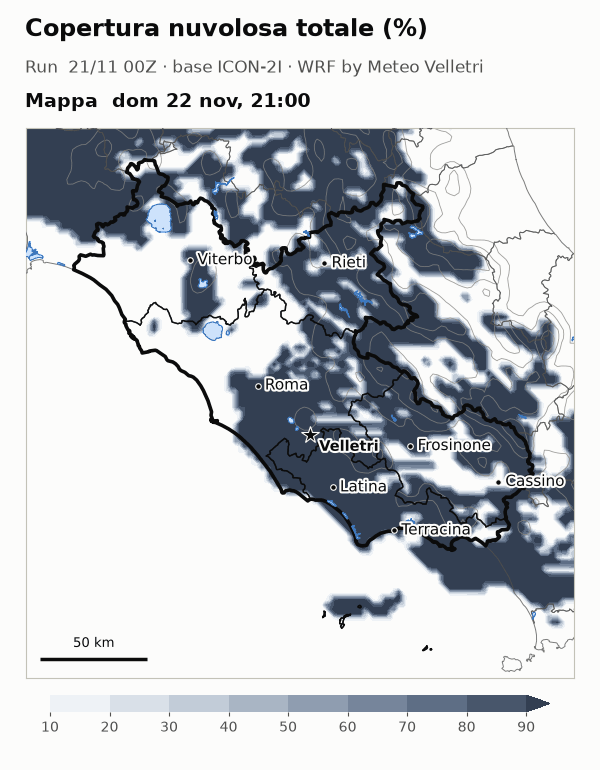 Copertura nuvolosa totale (%)
Run 21/11 00Z · base ICON-2I · WRF by Meteo Velletri
Mappa dom 22 nov, 21:00
Viterbo
Rieti
Roma
Velletri
Frosinone
Latina
Cassino
Terracina
50 km
10 20 30 40 50 60 70 80 90